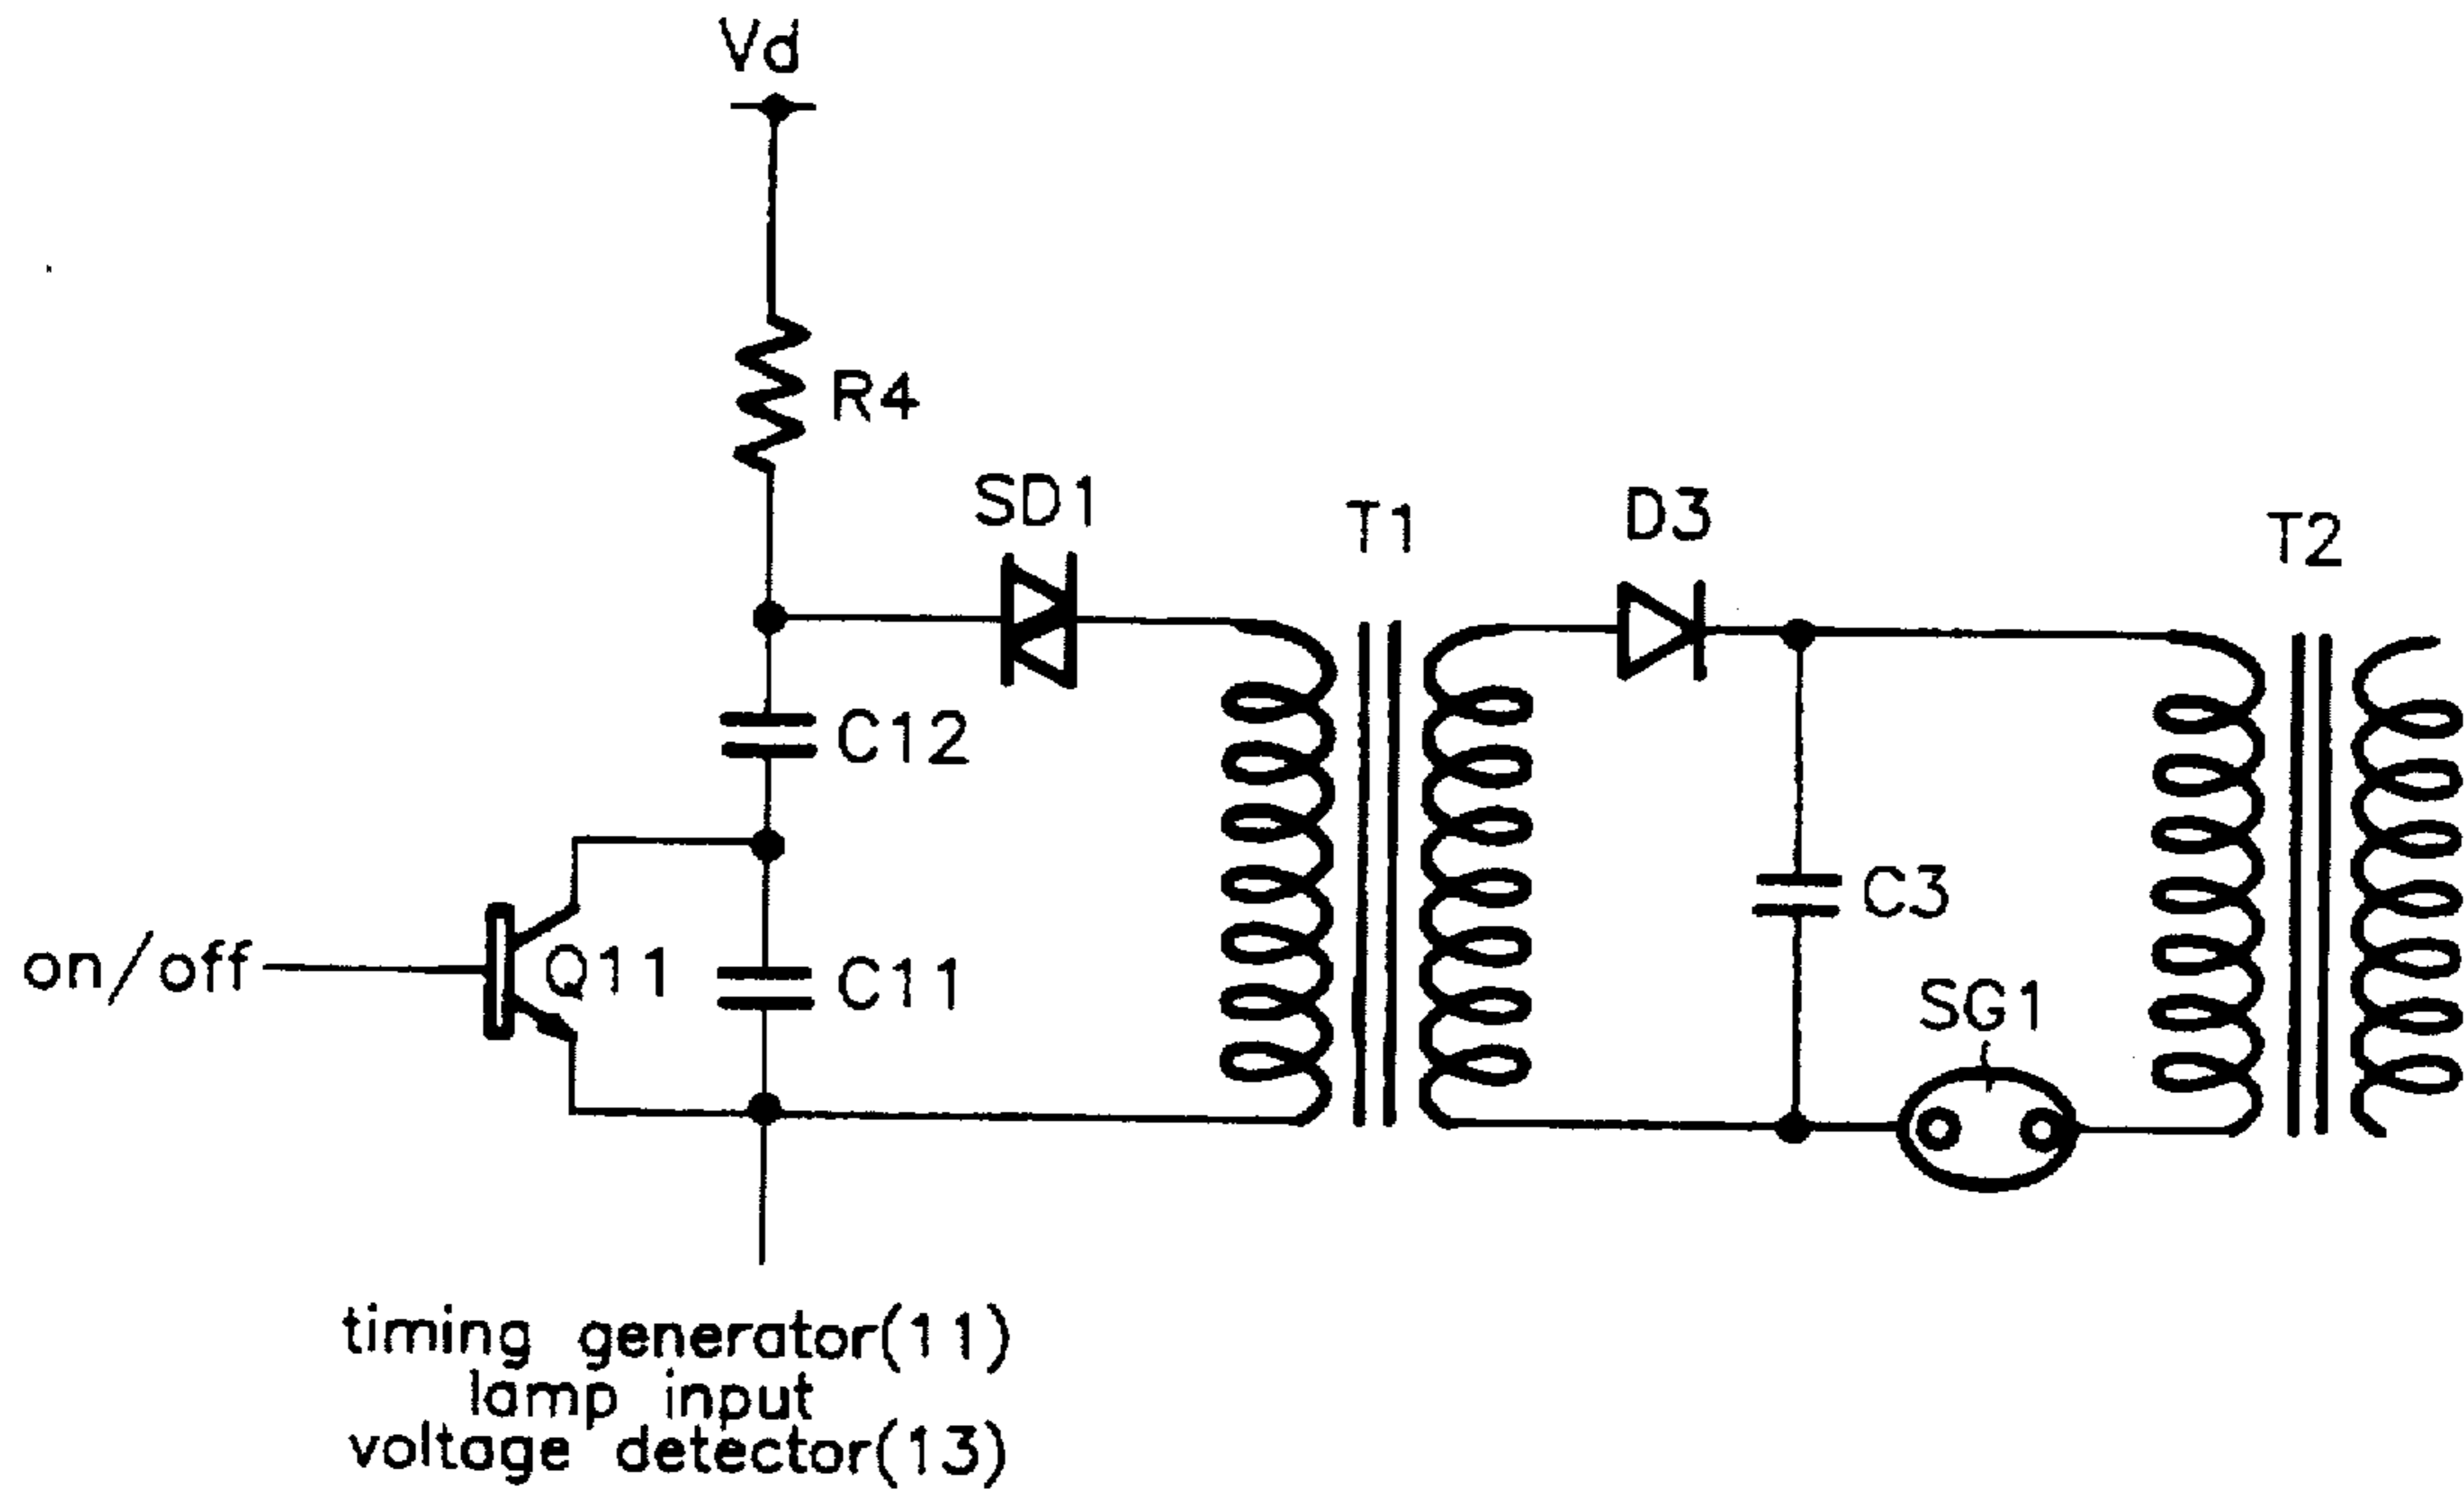 Vd
R4
SD1
T1
D3
T2
C12
C3
on/off
Q11
C11
SG1
timing generator(11)
lamp input
voltage detector(13)